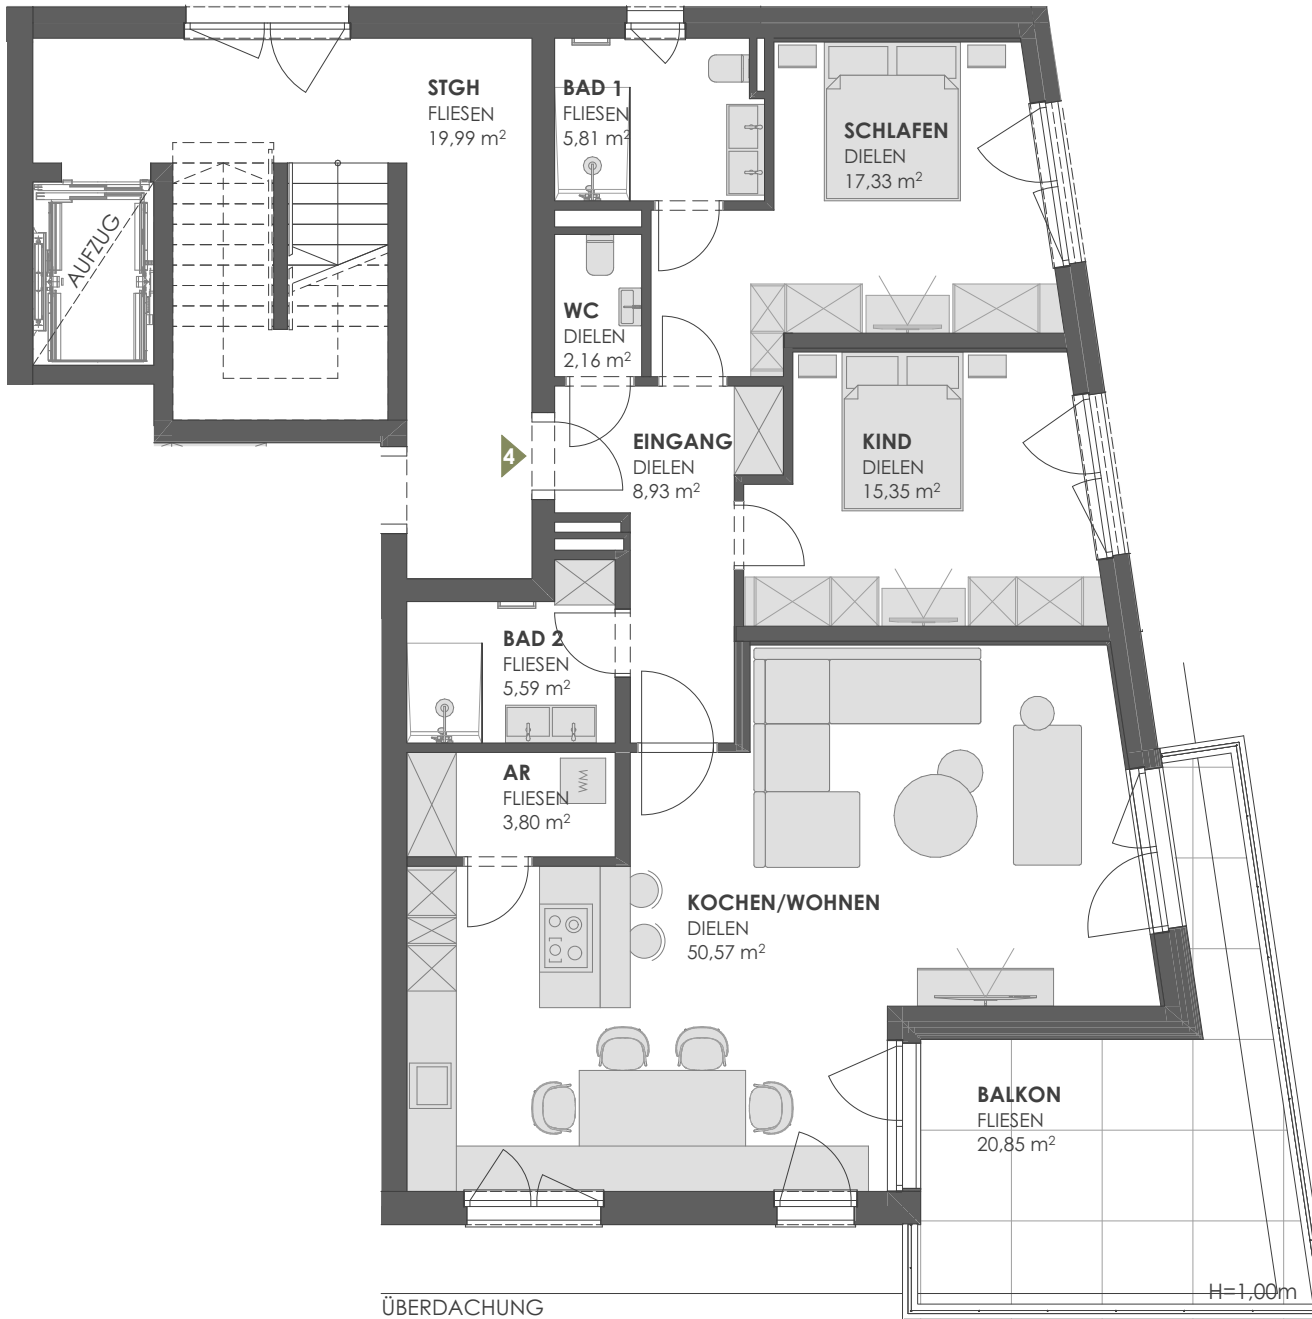 STGH
FLIESEN
19,99 m²
BAD 1
FLIESEN
5,81 m²
SCHLAFEN
DIELEN
17,33 m²
AUFZUG
WC
DIELEN
2,16 m²
4
EINGANG
DIELEN
8,93 m²
KIND
DIELEN
15,35 m²
BAD 2
FLIESEN
5,59 m²
AR
FLIESEN
3,80 m²
WM
KOCHEN/WOHNEN
DIELEN
50,57 m²
BALKON
FLIESEN
20,85 m²
H=1,00m
ÜBERDACHUNG